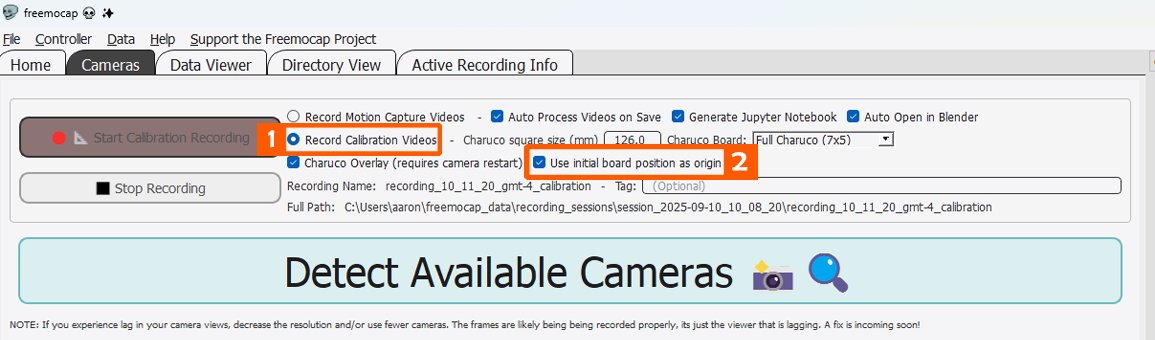 freemocap
File Controller Data Help Support the Freemocap Project
Home Cameras Data Viewer Directory View Active Recording Info
Record Motion Capture Videos - Auto Process Videos on Save Generate Jupyter Notebook Auto Open in Blender
Start Calibration Recording 1 Record Calibration Videos - Charuco square size (mm) 126.0 Charuco Board: Full Charuco (7x5)
Charuco Overlay (requires camera restart) Use initial board position as origin 2
Stop Recording
Recording Name: recording_10_11_20_gmt-4_calibration - Tag: (Optional)
Full Path: C:\Users\aaron\freemocap_data\recording_sessions\session_2025-09-10_10_08_20\recording_10_11_20_gmt-4_calibration
Detect Available Cameras
NOTE: If you experience lag in your camera views, decrease the resolution and/or use fewer cameras. The frames are likely being being recorded properly, its just the viewer that is lagging. A fix is incoming soon!